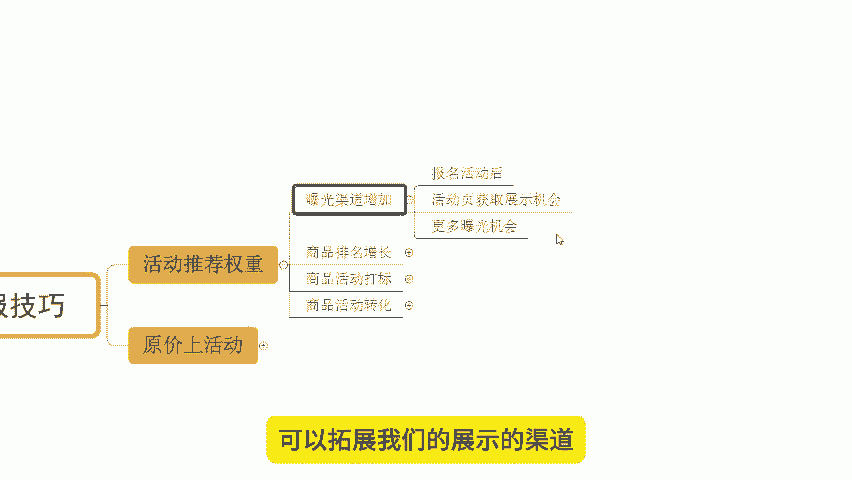 报技巧
活动推荐权重
曝光渠道增加
报名活动后
活动页获取展示机会
更多曝光机会
商品排名增长
商品活动打标
商品活动转化
原价上活动
可以拓展我们的展示的渠道